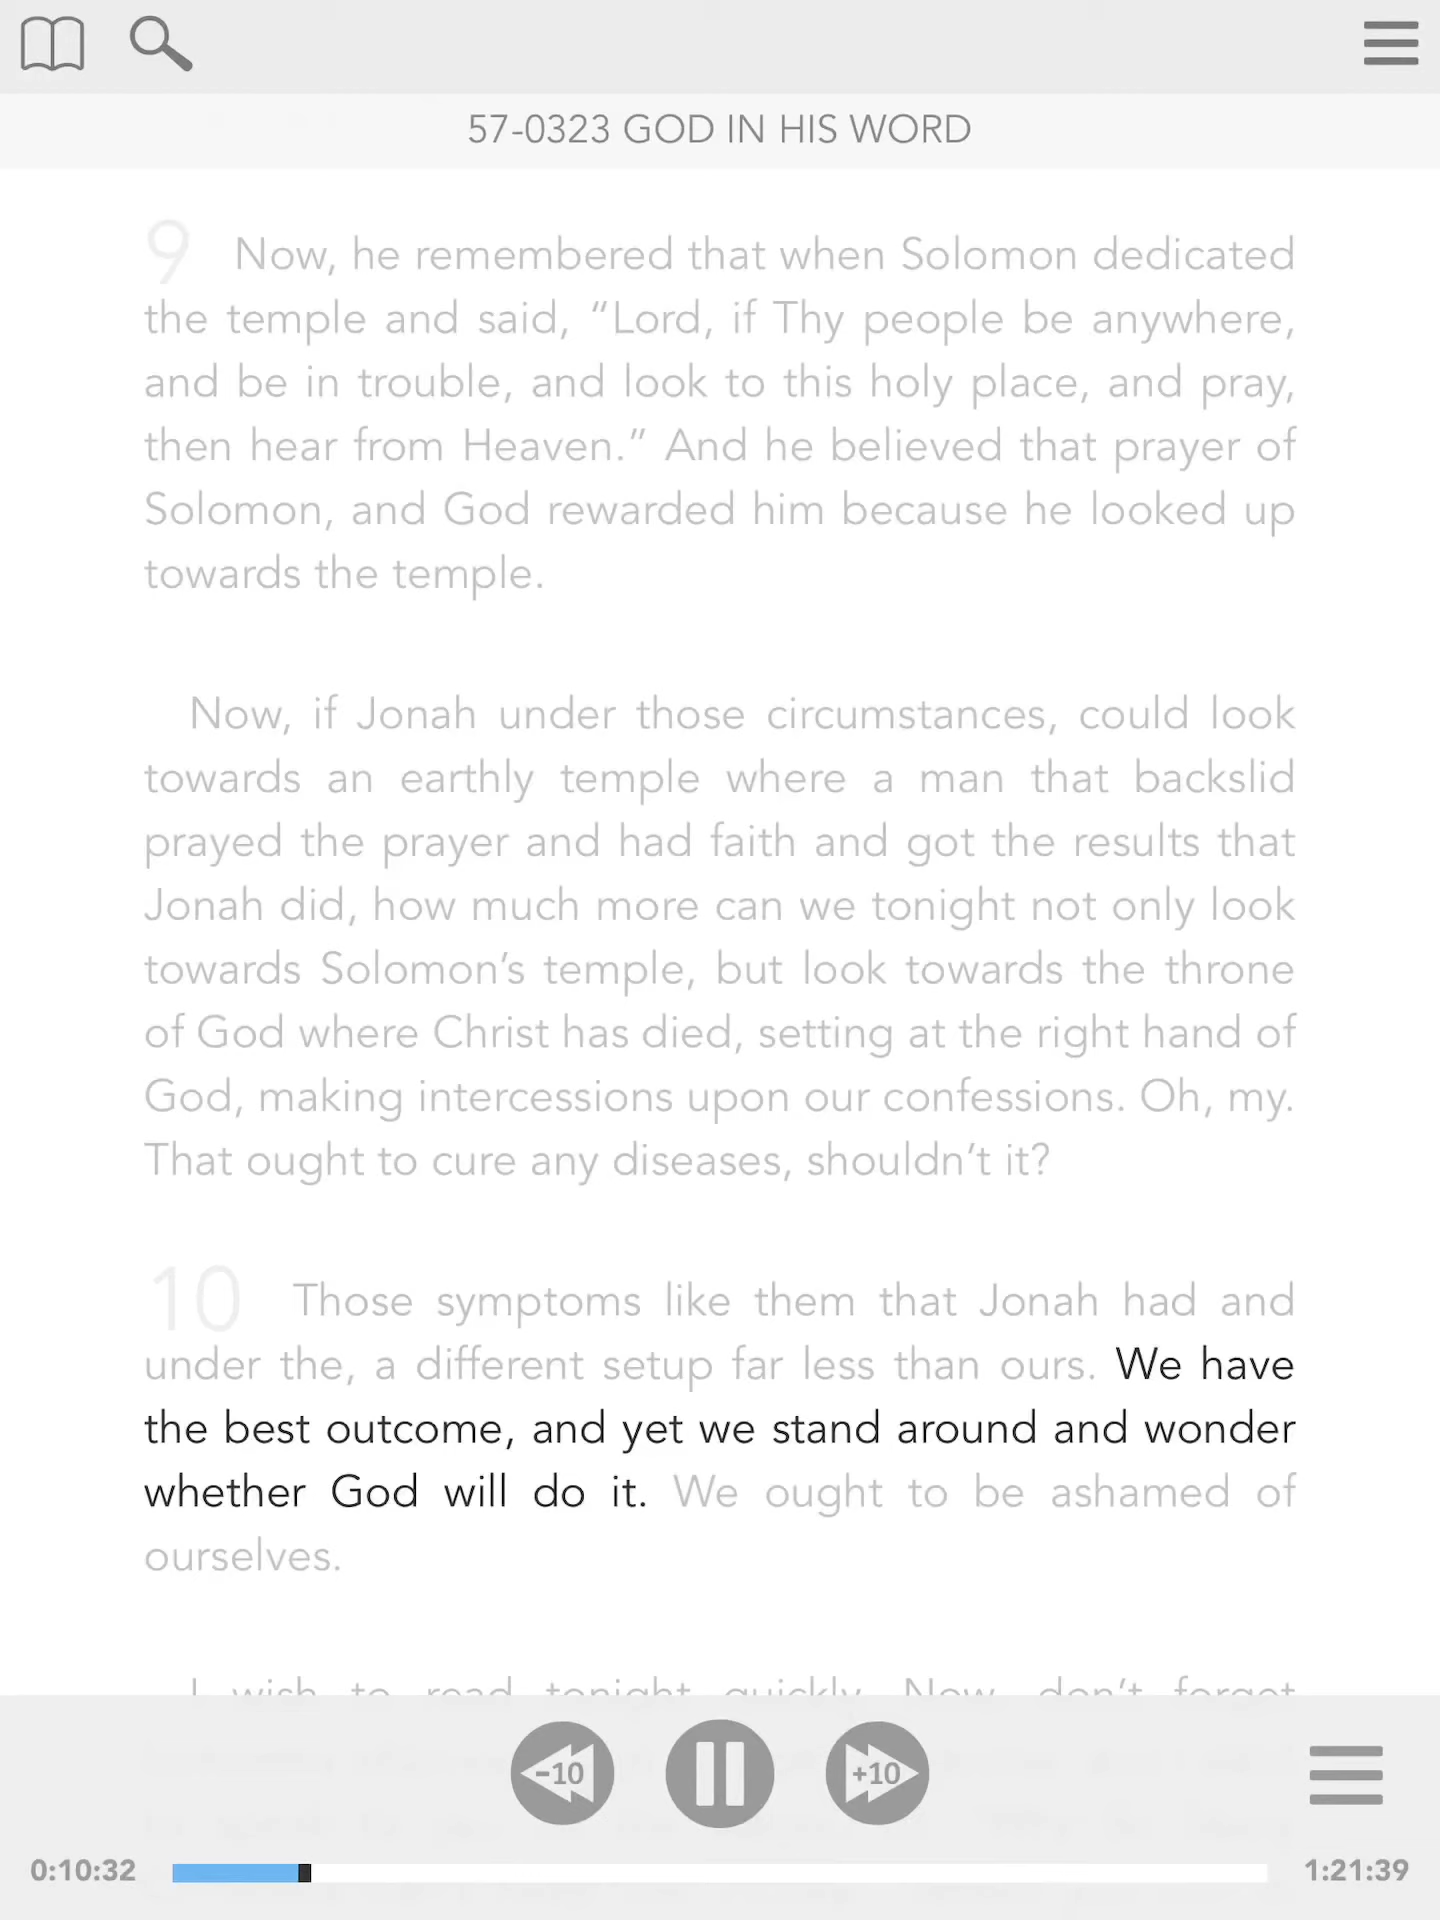 57-0323 GOD IN HIS WORD
9 Now, he remembered that when Solomon dedicated
the temple and said, “Lord, if Thy people be anywhere,
and be in trouble, and look to this holy place, and pray,
then hear from Heaven.” And he believed that prayer of
Solomon, and God rewarded him because he looked up
towards the temple.
Now, if Jonah under those circumstances, could look
towards an earthly temple where a man that backslid
prayed the prayer and had faith and got the results that
Jonah did, how much more can we tonight not only look
towards Solomon’s temple, but look towards the throne
of God where Christ has died, setting at the right hand of
God, making intercessions upon our confessions. Oh, my.
That ought to cure any diseases, shouldn’t it?
10 Those symptoms like them that Jonah had and
under the, a different setup far less than ours. We have
the best outcome, and yet we stand around and wonder
whether God will do it. We ought to be ashamed of
ourselves.
I wish to read tonight quickly. Now, don’t forget
-10 +10
0:10:32 1:21:39